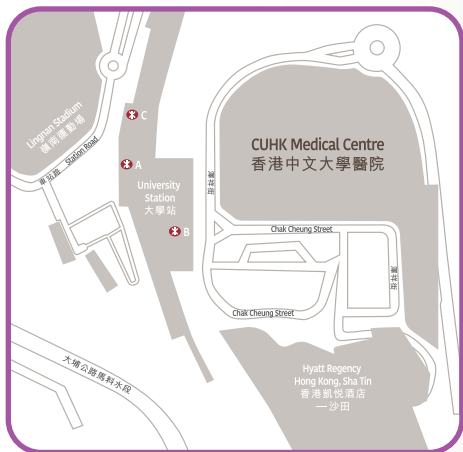 C
Lingnan Stadium
嶺南運動場
Station Road
車站路
A
University
Station
大學站
B
CUHK Medical Centre
香港中文大學醫院
澤祥街
Chak Cheung Street
澤祥街
Chak Cheung Street
大埔公路馬料水段
Hyatt Regency
Hong Kong, Sha Tin
香港凱悅酒店
—沙田